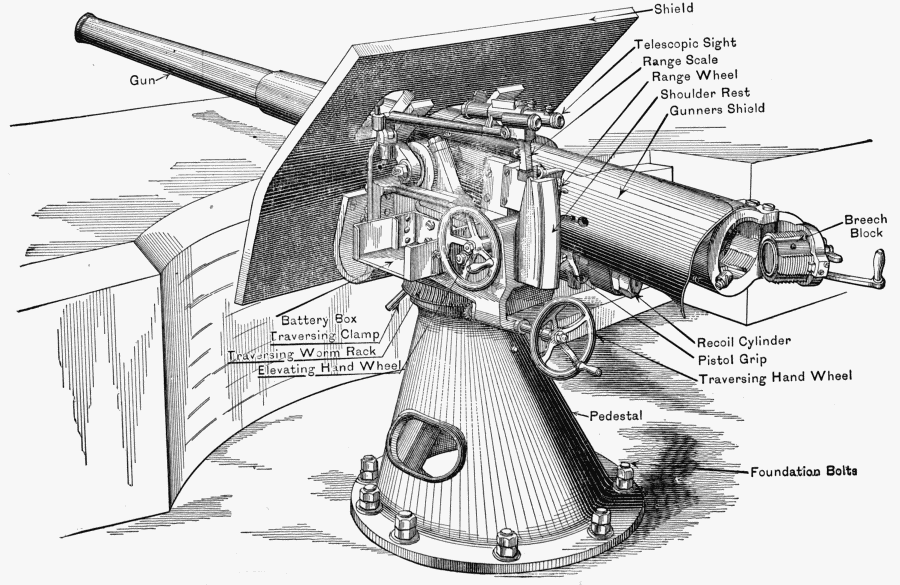 Shield
Telescopic Sight
Range Scale
Range Wheel
Shoulder Rest
Gunners Shield
Gun
Breech
Block
Battery Box
Traversing Clamp
Traversing Worm Rack
Elevating Hand Wheel
Recoil Cylinder
Pistol Grip
Traversing Hand Wheel
Pedestal
Foundation Bolts